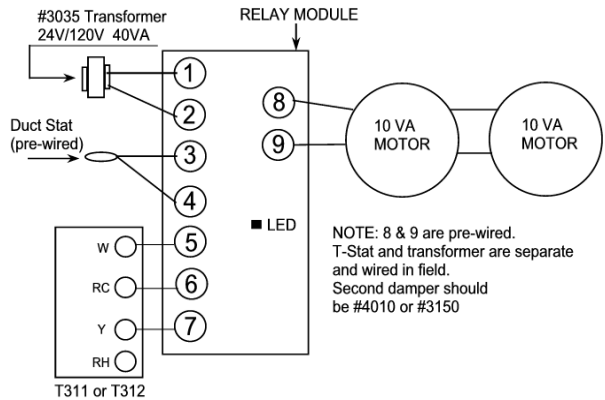 #3035 Transformer
24V/120V 40VA
RELAY MODULE
1
2
3
4
5
6
7
8
9
Duct Stat
(pre-wired)
10 VA
MOTOR
10 VA
MOTOR
LED
W
RC
Y
RH
T311 or T312
NOTE: 8 & 9 are pre-wired.
T-Stat and transformer are separate
and wired in field.
Second damper should
be #4010 or #3150